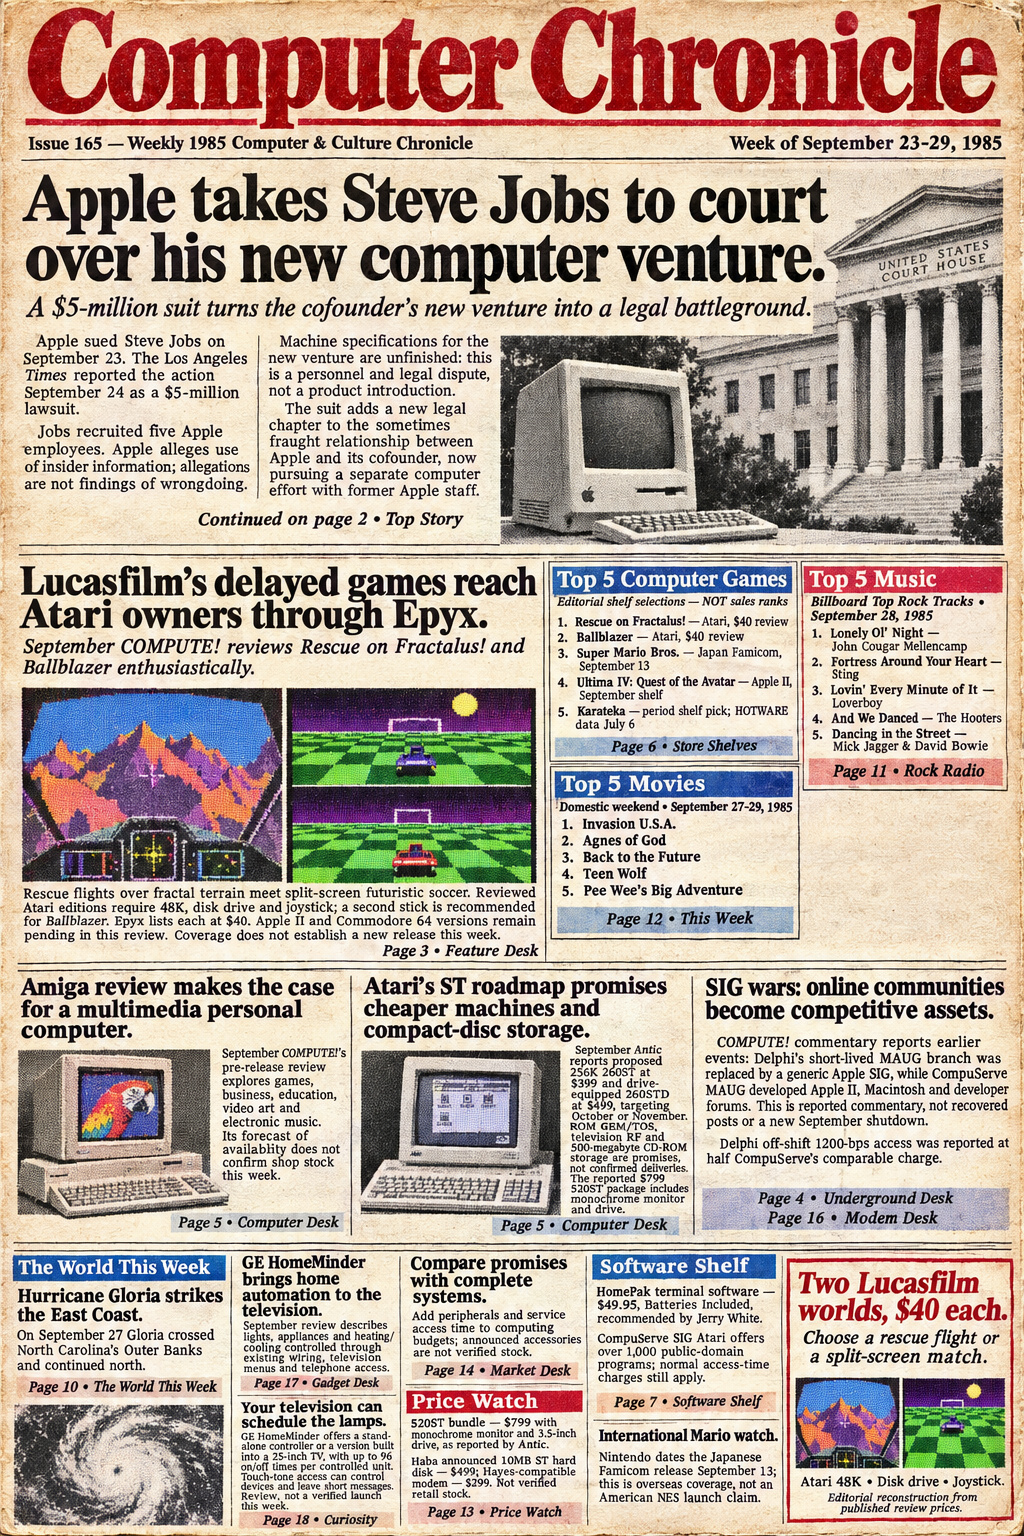 Computer Chronicle
Issue 165 — Weekly 1985 Computer & Culture Chronicle
Week of September 23-29, 1985
Apple takes Steve Jobs to court
over his new computer venture.
A $5-million suit turns the cofounder's new venture into a legal battleground.
Apple sued Steve Jobs on
September 23. The Los Angeles
Times reported the action
September 24 as a $5-million
lawsuit.
Jobs recruited five Apple
employees. Apple alleges use
of insider information; allegations
are not findings of wrongdoing.
Machine specifications for the
new venture are unfinished: this
is a personnel and legal dispute,
not a product introduction.
The suit adds a new legal
chapter to the sometimes
fraught relationship between
Apple and its cofounder, now
pursuing a separate computer
effort with former Apple staff.
Continued on page 2 • Top Story
UNITED STATES
COURT HOUSE
Lucasfilm's delayed games reach
Atari owners through Epyx.
September COMPUTE! reviews Rescue on Fractalus! and
Ballblazer enthusiastically.
Rescue flights over fractal terrain meet split-screen futuristic soccer. Reviewed
Atari editions require 48K, disk drive and joystick; a second stick is recommended
for Ballblazer. Epyx lists each at $40. Apple II and Commodore 64 versions remain
pending in this review. Coverage does not establish a new release this week.
Page 3 • Feature Desk
Top 5 Computer Games
Editorial shelf selections — NOT sales ranks
1. Rescue on Fractalus! — Atari, $40 review
2. Ballblazer — Atari, $40 review
3. Super Mario Bros. — Japan Famicom,
September 13
4. Ultima IV: Quest of the Avatar — Apple II,
September shelf
5. Karateka — period shelf pick; HOTWARE
data July 6
Page 6 • Store Shelves
Top 5 Music
Billboard Top Rock Tracks •
September 28, 1985
1. Lonely Ol' Night —
John Cougar Mellencamp
2. Fortress Around Your Heart —
Sting
3. Lovin' Every Minute of It —
Loverboy
4. And We Danced — The Hooters
5. Dancing in the Street —
Mick Jagger & David Bowie
Page 11 • Rock Radio
Top 5 Movies
Domestic weekend • September 27-29, 1985
1. Invasion U.S.A.
2. Agnes of God
3. Back to the Future
4. Teen Wolf
5. Pee Wee's Big Adventure
Page 12 • This Week
Amiga review makes the case
for a multimedia personal
computer.
September COMPUTE!'s
pre-release review
explores games,
business, education,
video art and
electronic music.
Its forecast of
availablity does not
confirm shop stock
this week.
Page 5 • Computer Desk
Atari's ST roadmap promises
cheaper machines and
compact-disc storage.
September Antic
reports proposed
256K 260ST at
$399 and drive-
equipped 260STD
at $499, targeting
October or November.
ROM GEM/TOS,
television RF and
500-megabyte CD-ROM
storage are promises,
not confirmed deliveries.
The reported $799
520ST package includes
monochrome monitor
and drive.
Page 5 • Computer Desk
SIG wars: online communities
become competitive assets.
COMPUTE! commentary reports earlier
events: Delphi's short-lived MAUG branch was
replaced by a generic Apple SIG, while CompuServe
MAUG developed Apple II, Macintosh and developer
forums. This is reported commentary, not recovered
posts or a new September shutdown.
Delphi off-shift 1200-bps access was reported at
half CompuServe's comparable charge.
Page 4 • Underground Desk
Page 16 • Modem Desk
The World This Week
Hurricane Gloria strikes
the East Coast.
On September 27 Gloria crossed
North Carolina's Outer Banks
and continued north.
Page 10 • The World This Week
GE HomeMinder
brings home
automation to the
television.
September review describes
lights, appliances and heating/
cooling controlled through
existing wiring, television
menus and telephone access.
Page 17 • Gadget Desk
Your television can
schedule the lamps.
GE HomeMinder offers a stand-
alone controller or a version built
into a 25-inch TV, with up to 96
on/off times per controlled unit.
Touch-tone access can control
devices and leave short messages.
Review, not a verified launch
this week.
Page 18 • Curiosity
Compare promises
with complete
systems.
Add peripherals and service
access time to computing
budgets; announced accessories
are not verified stock.
Page 14 • Market Desk
Price Watch
520ST bundle — $799 with
monochrome monitor and 3.5-inch
drive, as reported by Antic.
Haba announced 10MB ST hard
disk — $499; Hayes-compatible
modem — $299. Not verified
retail stock.
Page 13 • Price Watch
Software Shelf
HomePak terminal software —
$49.95, Batteries Included,
recommended by Jerry White.
CompuServe SIG Atari offers
over 1,000 public-domain
programs; normal access-time
charges still apply.
Page 7 • Software Shelf
International Mario watch.
Nintendo dates the Japanese
Famicom release September 13;
this is overseas coverage, not an
American NES launch claim.
Two Lucasfilm
worlds, $40 each.
Choose a rescue flight or
a split-screen match.
Atari 48K • Disk drive • Joystick.
Editorial reconstruction from
published review prices.